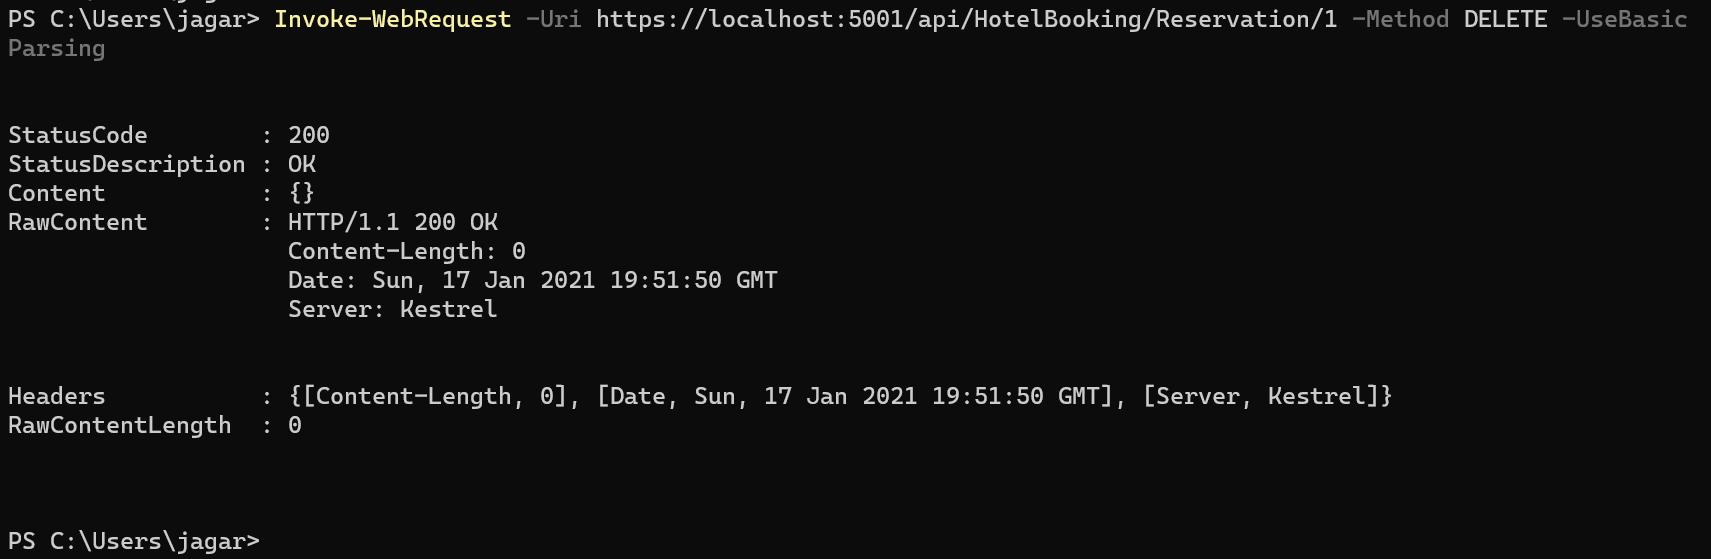 PS C:\Users\jagar> Invoke-WebRequest -Uri https://localhost:5001/api/HotelBooking/Reservation/1 -Method DELETE -UseBasic
Parsing
StatusCode        : 200
StatusDescription : OK
Content           : {}
RawContent        : HTTP/1.1 200 OK
                    Content-Length: 0
                    Date: Sun, 17 Jan 2021 19:51:50 GMT
                    Server: Kestrel
Headers           : {[Content-Length, 0], [Date, Sun, 17 Jan 2021 19:51:50 GMT], [Server, Kestrel]}
RawContentLength  : 0
PS C:\Users\jagar>